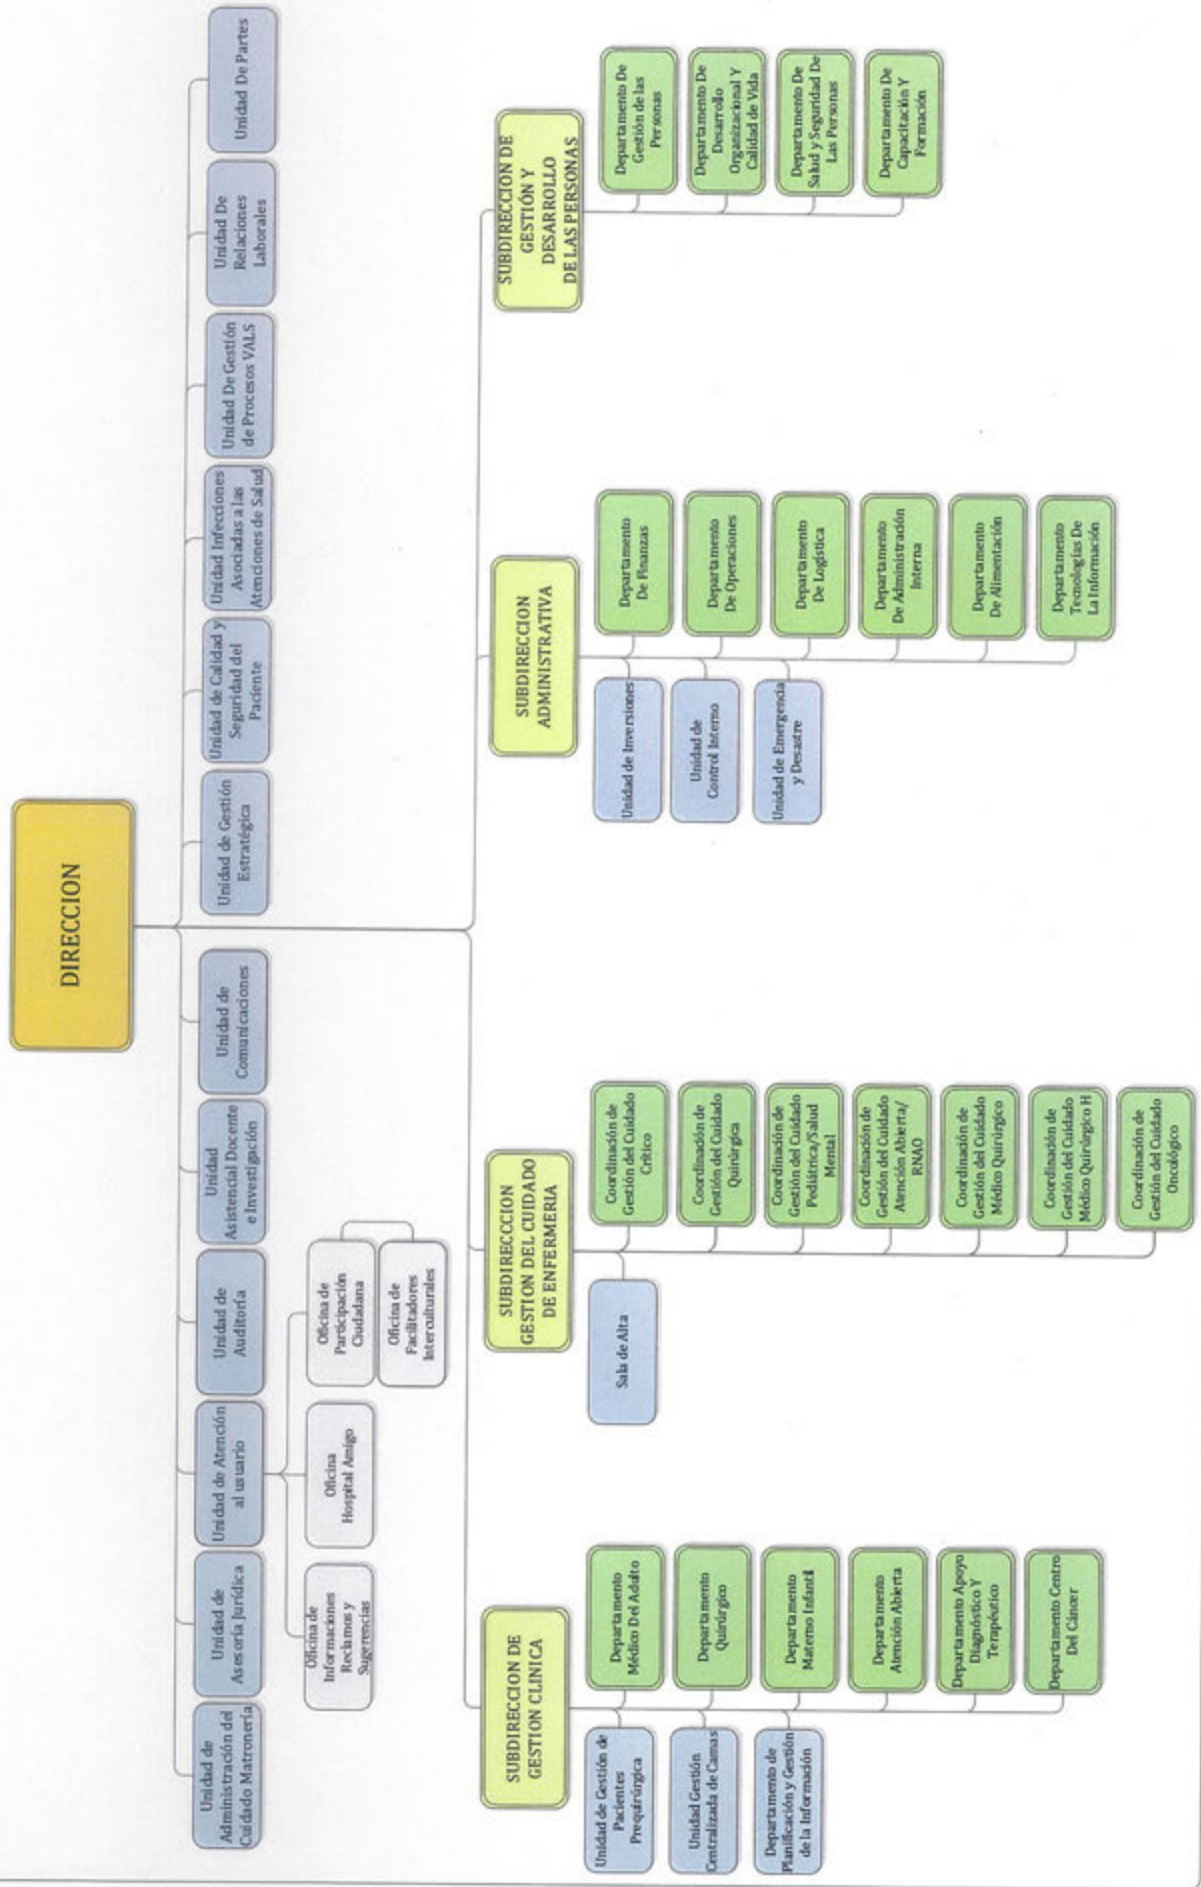 DIRECCION
Unidad de
Administración del
Cuidado Matronería
Unidad de
Asesoría Jurídica
Unidad de Atención
al usuario
Unidad de
Auditoría
Unidad
Asistencial Docente
e Investigación
Unidad de
Comunicaciones
Unidad de Gestión
Estratégica
Unidad de Calidad y
Seguridad del
Paciente
Unidad Infecciones
Asociadas a las
Atenciones de Salud
Unidad De Gestión
de Procesos VALS
Unidad De
Relaciones
Laborales
Unidad De Partes
Oficina de
Informaciones
Reclamos y
Sugerencias
Oficina
Hospital Amigo
Oficina de
Participación
Ciudadana
Oficina de
Facilitadores
Interculturales
SUBDIRECCION DE
GESTION CLINICA
Unidad de Gestión de
Pacientes
Prequirúrgica
Unidad Gestión
Centralizada de Camas
Departamento de
Planificación y Gestión
de la Información
Departamento
Médico Del Adulto
Departamento
Quirúrgico
Departamento
Materno Infantil
Departamento
Atención Abierta
Departamento Apoyo
Diagnóstico Y
Terapéutico
Departamento Centro
Del Cáncer
SUBDIRECCCION
GESTION DEL CUIDADO
DE ENFERMERIA
Sala de Alta
Coordinación de
Gestión del Cuidado
Crítico
Coordinación de
Gestión del Cuidado
Quirúrgica
Coordinación de
Gestión del Cuidado
Pediátrica/Salud
Mental
Coordinación de
Gestión del Cuidado
Atención Abierta/
RNAO
Coordinación de
Gestión del Cuidado
Médico Quirúrgico
Coordinación de
Gestión del Cuidado
Médico Quirúrgico H
Coordinación de
Gestión del Cuidado
Oncológico
SUBDIRECCION
ADMINISTRATIVA
Unidad de Inversiones
Unidad de
Control Interno
Unidad de Emergencia
y Desastre
Departamento
De Finanzas
Departamento
De Operaciones
Departamento
De Logística
Departamento
De Administración
Interna
Departamento
De Alimentación
Departamento
Tecnologías De
La Información
SUBDIRECCION DE
GESTIÓN Y
DESARROLLO
DE LAS PERSONAS
Departamento De
Gestión de las
Personas
Departamento De
Desarrollo
Organizacional Y
Calidad de Vida
Departamento De
Salud y Seguridad De
Las Personas
Departamento De
Capacitación Y
Formación